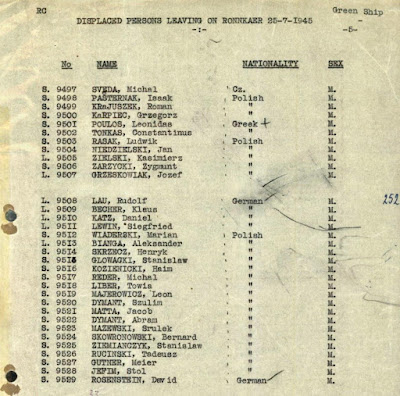 RC
Green Ship
DISPLACED PERSONS LEAVING ON RONNKAER 25-7-1945
-:-
-5-
No NAME NATIONALITY SEX
S. 9497 SVEDA, Michal Cz. M.
S. 9498 PASTERNAK, Isaak Polish M.
S. 9499 KRAJUSZEK, Roman " M.
S. 9500 KARPIEC, Grzegorz " M.
S. 9501 POULOS, Leonidas Greek + M.
S. 9502 TONKAS, Constantinus " M.
S. 9503 RASAK, Ludwik Polish M.
S. 9504 NIEDZIELSKI, Jan " M.
L. 9505 ZIELSKI, Kasimierz " M.
S. 9506 ZARZYCKI, Zygmunt " M.
L. 9507 GRZESKOWIAK, Jozef " M.
L. 9508 LAU, Rudolf German M. 252
L. 9509 BECHER, Klaus " M.
L. 9510 KATZ, Daniel " M.
L. 9511 LEWIN, Siegfried " M.
S. 9512 WIADERSKI, Marian Polish M.
L. 9513 BIANGA, Aleksander " M.
S. 9514 SKRZECZ, Henryk " M.
S. 9515 GLOWACKI, Stanislaw " M.
S. 9516 KOZIENICKI, Haim " M.
S. 9517 REDER, Michal " M.
S. 9518 LIBER, Towia " M.
S. 9519 MAJEROWICZ, Leon " M.
S. 9520 DYMANT, Szulim " M.
S. 9521 MATTA, Jacob " M.
S. 9522 DYMANT, Abram " M.
S. 9523 MAZEWSKI, Srulek " M.
S. 9524 SKOWRONOWSKI, Bernard " M.
S. 9525 ZIEMIANCZYK, Stanislaw " M.
S. 9526 RUCINSKI, Tadeusz " M.
S. 9527 GUTNER, Meier " M.
S. 9528 JEFIM, Stol " M.
S. 9529 ROSENSTEIN, Dawid German M.